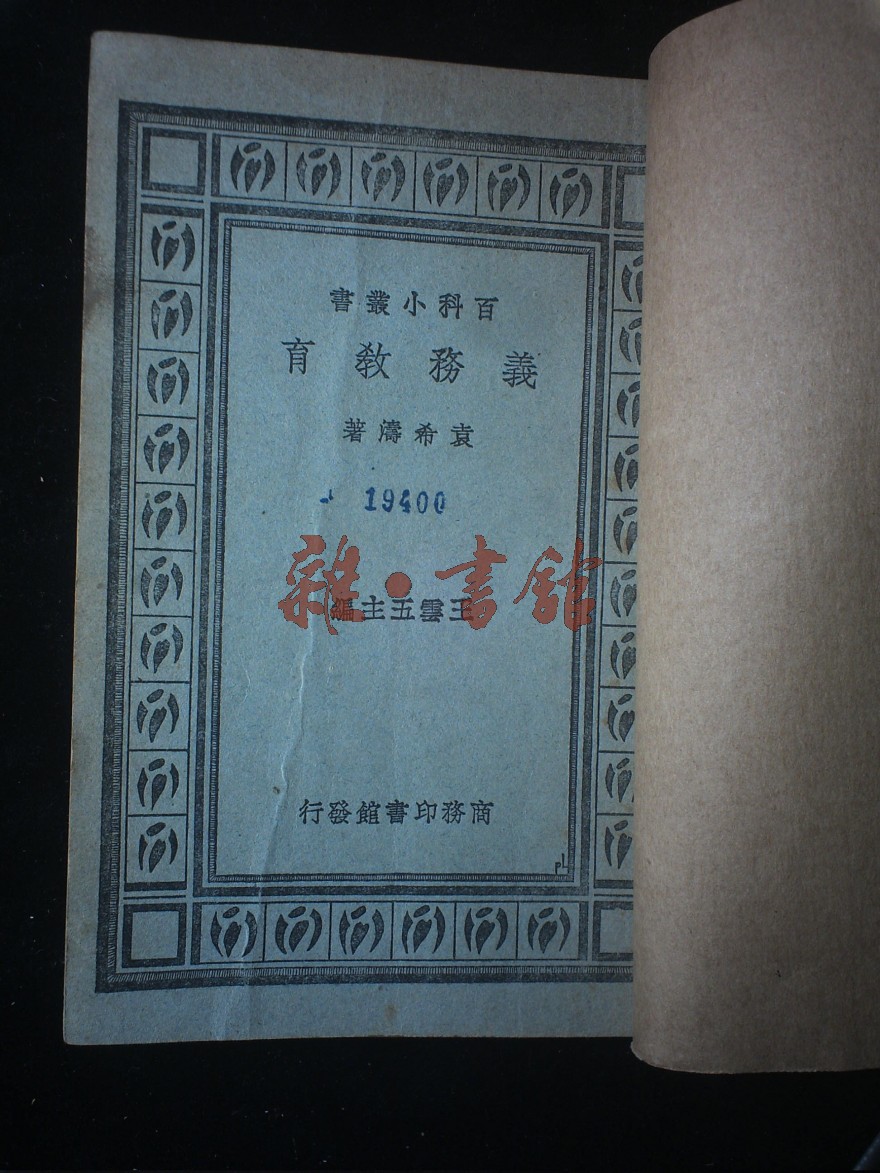 百科小叢書
義務教育
袁希濤著
19400
雜·書館
王雲五主編
商務印書館發行